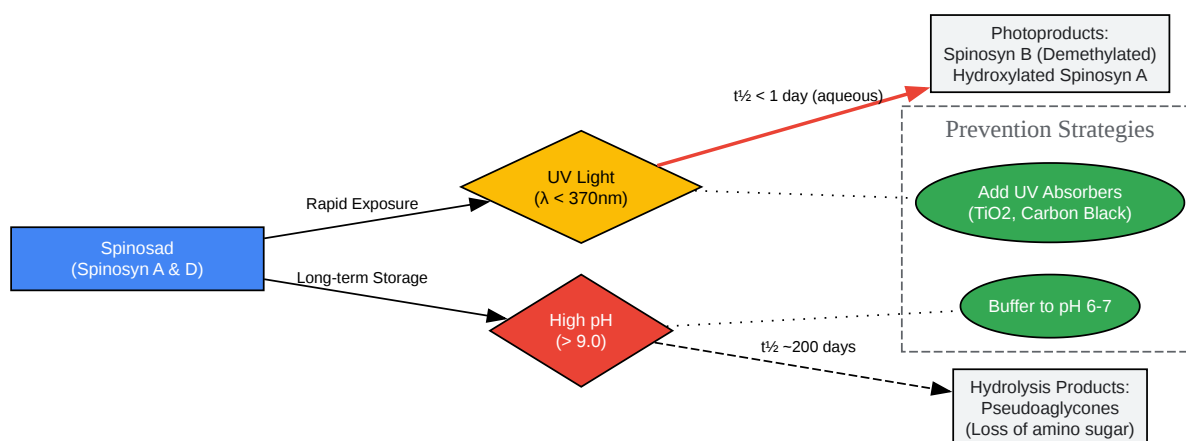 Spinosad
(Spinosyn A & D)
Rapid Exposure
Long-term Storage
UV Light
(λ < 370nm)
High pH
(> 9.0)
t½ < 1 day (aqueous)
t½ ~200 days
Photoproducts:
Spinosyn B (Demethylated)
Hydroxylated Spinosyn A
Prevention Strategies
Add UV Absorbers
(TiO2, Carbon Black)
Buffer to pH 6-7
Hydrolysis Products:
Pseudoaglycones
(Loss of amino sugar)